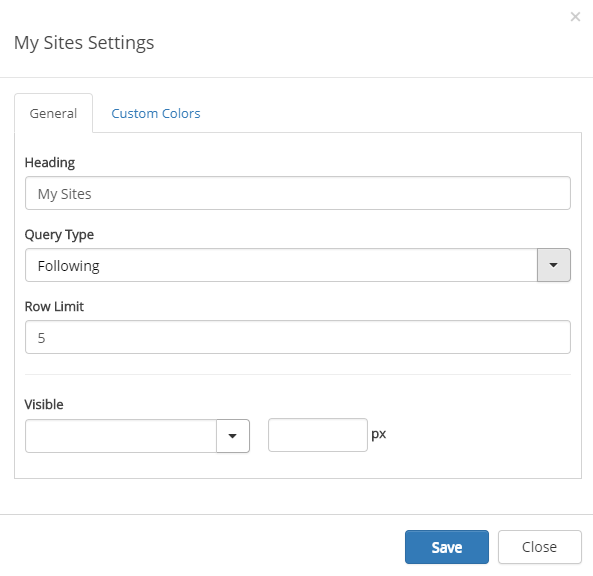 ×
My Sites Settings
General Custom Colors
Heading
My Sites
Query Type
Following
Row Limit
5
Visible
px
Save Close